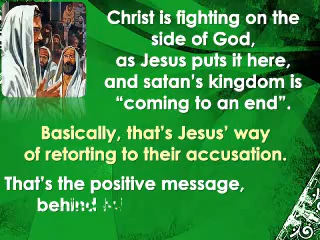 Christ is fighting on the
side of God,
as Jesus puts it here,
and satan's kingdom is
“coming to an end”.
Basically, that's Jesus' way
of retorting to their accusation.
That's the positive message,
behind